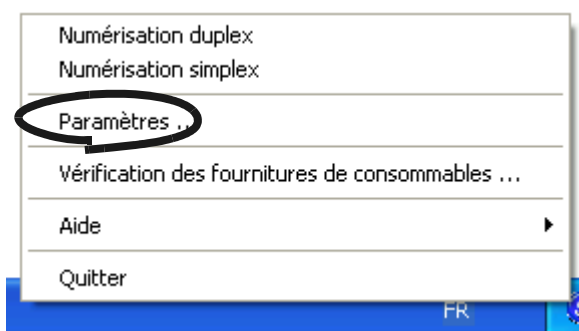 Numérisation duplex
Numérisation simplex
Paramètres ...
Vérification des fournitures de consommables ...
Aide
Quitter
FR